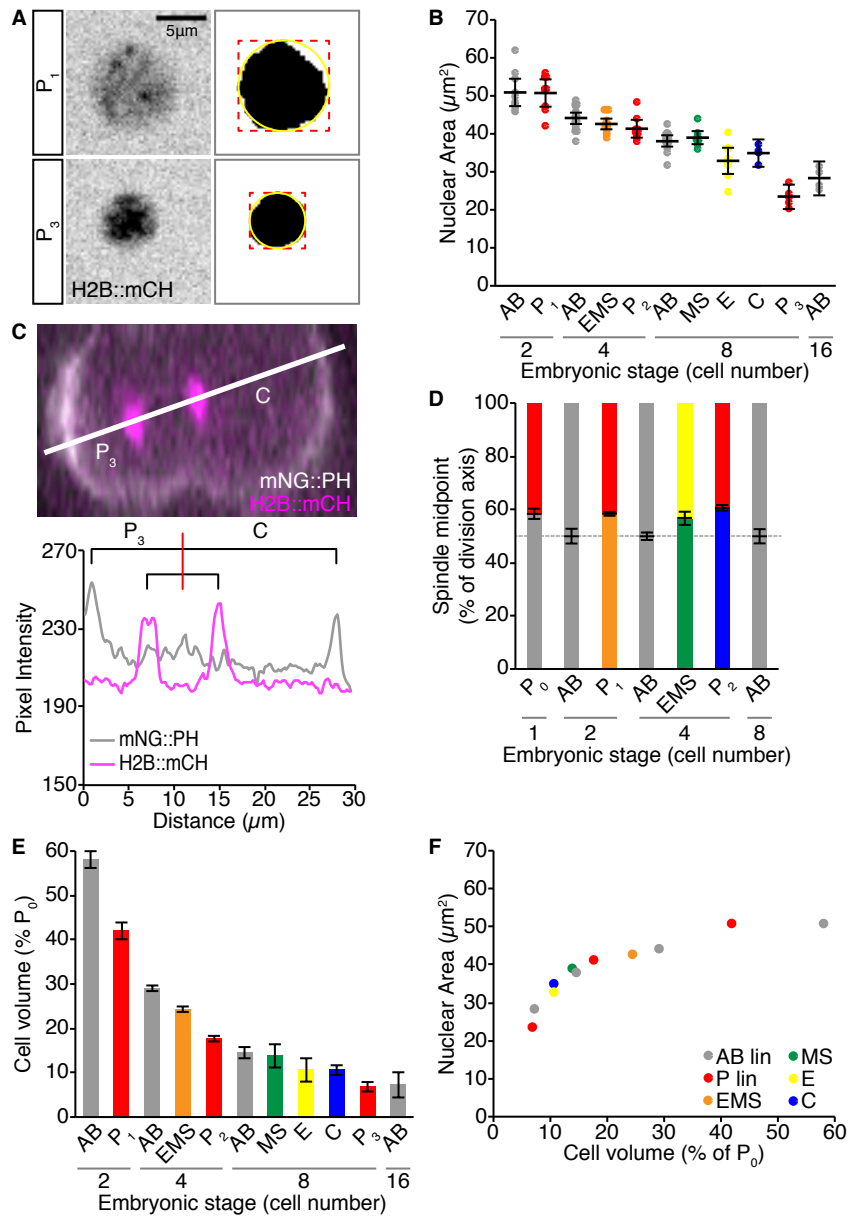 A
P1
5µm
P3
H2B::mCH
B
Nuclear Area (µm²)
70
60
50
40
30
20
10
0
AB P1 AB EMS P2 AB MS E C P3 AB
2 4 8 16
Embryonic stage (cell number)
C
C
P3
mNG::PH
H2B::mCH
P3 C
Pixel Intensity
270
230
190
150
mNG::PH
H2B::mCH
0 5 10 15 20 25 30
Distance (µm)
D
Spindle midpoint
(% of division axis)
100
80
60
40
20
0
P0 AB P1 AB EMS P2 AB
1 2 4 8
Embryonic stage (cell number)
E
Cell volume (% P0)
60
50
40
30
20
10
0
AB P1 AB EMS P2 AB MS E C P3 AB
2 4 8 16
Embryonic stage (cell number)
F
Nuclear Area (µm²)
70
60
50
40
30
20
10
0
AB lin MS
P lin E
EMS C
0 10 20 30 40 50 60
Cell volume (% of P0)